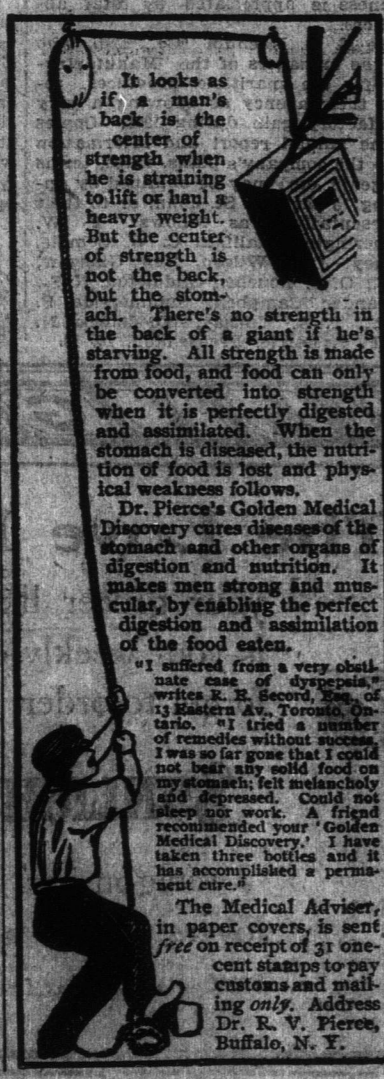 It looks as
if a man's
back is the
center of
strength when
he is straining
to lift or haul a
heavy weight.
But the center
of strength is
not the back,
but the stom-
ach. There's no strength in
the back of a giant if he's
starving. All strength is made
from food, and food can only
be converted into strength
when it is perfectly digested
and assimilated. When the
stomach is diseased, the nutri-
tion of food is lost and phys-
ical weakness follows.
Dr. Pierce's Golden Medical
Discovery cures diseases of the
stomach and other organs of
digestion and nutrition. It
makes men strong and mus-
cular, by enabling the perfect
digestion and assimilation
of the food eaten.
"I suffered from a very obsti-
nate case of dyspepsia,"
writes R. E. Secord, Esq., of
13 Eastern Av., Toronto, On-
tario. "I tried a number
of remedies without success.
I was so far gone that I could
not bear any solid food on
my stomach; felt melancholy
and depressed. Could not
sleep nor work. A friend
recommended your 'Golden
Medical Discovery.' I have
taken three bottles and it
has accomplished a perma-
nent cure."
The Medical Adviser,
in paper covers, is sent
free on receipt of 31 one-
cent stamps to pay
customs and mail-
ing only. Address
Dr. R. V. Pierce,
Buffalo, N. Y.